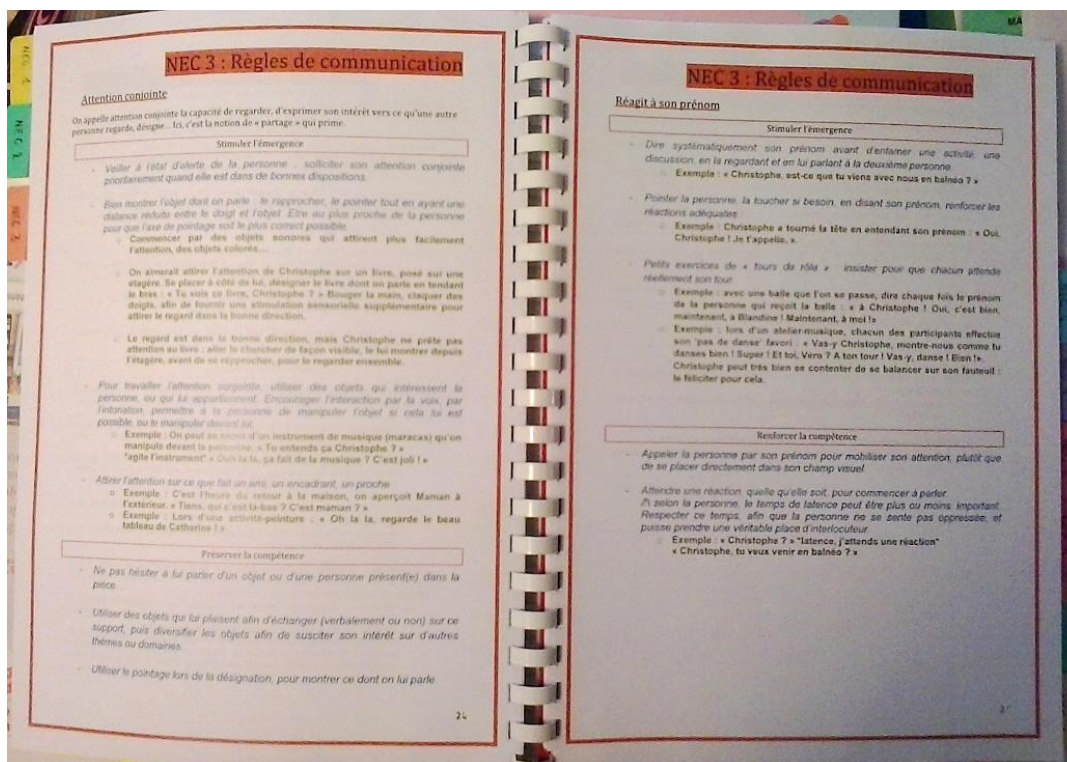 MA
NEC 1
NEC 2
NEC 3
NEC 3 : Règles de communication
Attention conjointe
On appelle attention conjointe la capacité de regarder, d'exprimer son intérêt vers ce qu'une autre
personne regarde, désigne... Ici, c'est la notion de « partage » qui prime.
Stimuler l'émergence
- Veiller à l'état d'alerte de la personne : solliciter son attention conjointe
prioritairement quand elle est dans de bonnes dispositions.
- Bien montrer l'objet dont on parle : le rapprocher, le pointer tout en ayant une
distance réduite entre le doigt et l'objet. Etre au plus proche de la personne
pour que l'axe de pointage soit le plus correct possible.
o Commencer par des objets sonores qui attirent plus facilement
l'attention, des objets colorés...
o On aimerait attirer l'attention de Christophe sur un livre, posé sur une
étagère. Se placer à côté de lui, désigner le livre dont on parle en tendant
le bras : « Tu vois ce livre, Christophe ? » Bouger la main, claquer des
doigts, afin de fournir une stimulation sensorielle supplémentaire pour
attirer le regard dans la bonne direction.
o Le regard est dans la bonne direction, mais Christophe ne prête pas
attention au livre : aller le chercher de façon visible, le lui montrer depuis
l'étagère, avant de se rapprocher, pour le regarder ensemble.
- Pour travailler l'attention conjointe, utiliser des objets qui intéressent la
personne, ou qui lui appartiennent. Encourager l'interaction par la voix, par
l'intonation, permettre à la personne de manipuler l'objet si cela lui est
possible, ou le manipuler devant lui.
o Exemple : On peut se servir d'un instrument de musique (maracas) qu'on
manipule devant la personne. « Tu entends ça Christophe ? »
*agite l'instrument* « Ouh la la, ça fait de la musique ? C'est joli ! »
- Attirer l'attention sur ce que fait un ami, un encadrant, un proche
o Exemple : C'est l'heure du retour à la maison, on aperçoit Maman à
l'extérieur. « Tiens, qui c'est là-bas ? C'est maman ? »
o Exemple : Lors d'une activité-peinture : « Oh la la, regarde le beau
tableau de Catherine ! »
Préserver la compétence
- Ne pas hésiter à lui parler d'un objet ou d'une personne présent(e) dans la
pièce.
- Utiliser des objets qui lui plaisent afin d'échanger (verbalement ou non) sur ce
support, puis diversifier les objets afin de susciter son intérêt sur d'autres
thèmes ou domaines.
- Utiliser le pointage lors de la désignation, pour montrer ce dont on lui parle.
24
NEC 3 : Règles de communication
Réagit à son prénom
Stimuler l'émergence
- Dire systématiquement son prénom avant d'entamer une activité, une
discussion, en la regardant et en lui parlant à la deuxième personne.
o Exemple : « Christophe, est-ce que tu viens avec nous en balnéo ? »
- Pointer la personne, la toucher si besoin, en disant son prénom, renforcer les
réactions adéquates.
o Exemple : Christophe a tourné la tête en entendant son prénom : « Oui,
Christophe ! Je t'appelle, ».
- Petits exercices de « tours de rôle » : insister pour que chacun attende
réellement son tour
o Exemple : avec une balle que l'on se passe, dire chaque fois le prénom
de la personne qui reçoit la balle : « à Christophe ! Oui, c'est bien,
maintenant, à Blandine ! Maintenant, à moi !»
o Exemple : lors d'un atelier-musique, chacun des participants effectue
son 'pas de danse' favori : « Vas-y Christophe, montre-nous comme tu
danses bien ! Super ! Et toi, Vero ? A ton tour ! Vas-y, danse ! Bien !».
Christophe peut très bien se contenter de se balancer sur son fauteuil :
le féliciter pour cela.
Renforcer la compétence
- Appeler la personne par son prénom pour mobiliser son attention, plutôt que
de se placer directement dans son champ visuel.
- Attendre une réaction, quelle qu'elle soit, pour commencer à parler.
⚠ selon la personne, le temps de latence peut être plus ou moins important.
Respecter ce temps, afin que la personne ne se sente pas oppressée, et
puisse prendre une véritable place d'interlocuteur.
o Exemple : « Christophe ? » *latence, j'attends une réaction*
« Christophe, tu veux venir en balnéo ? »